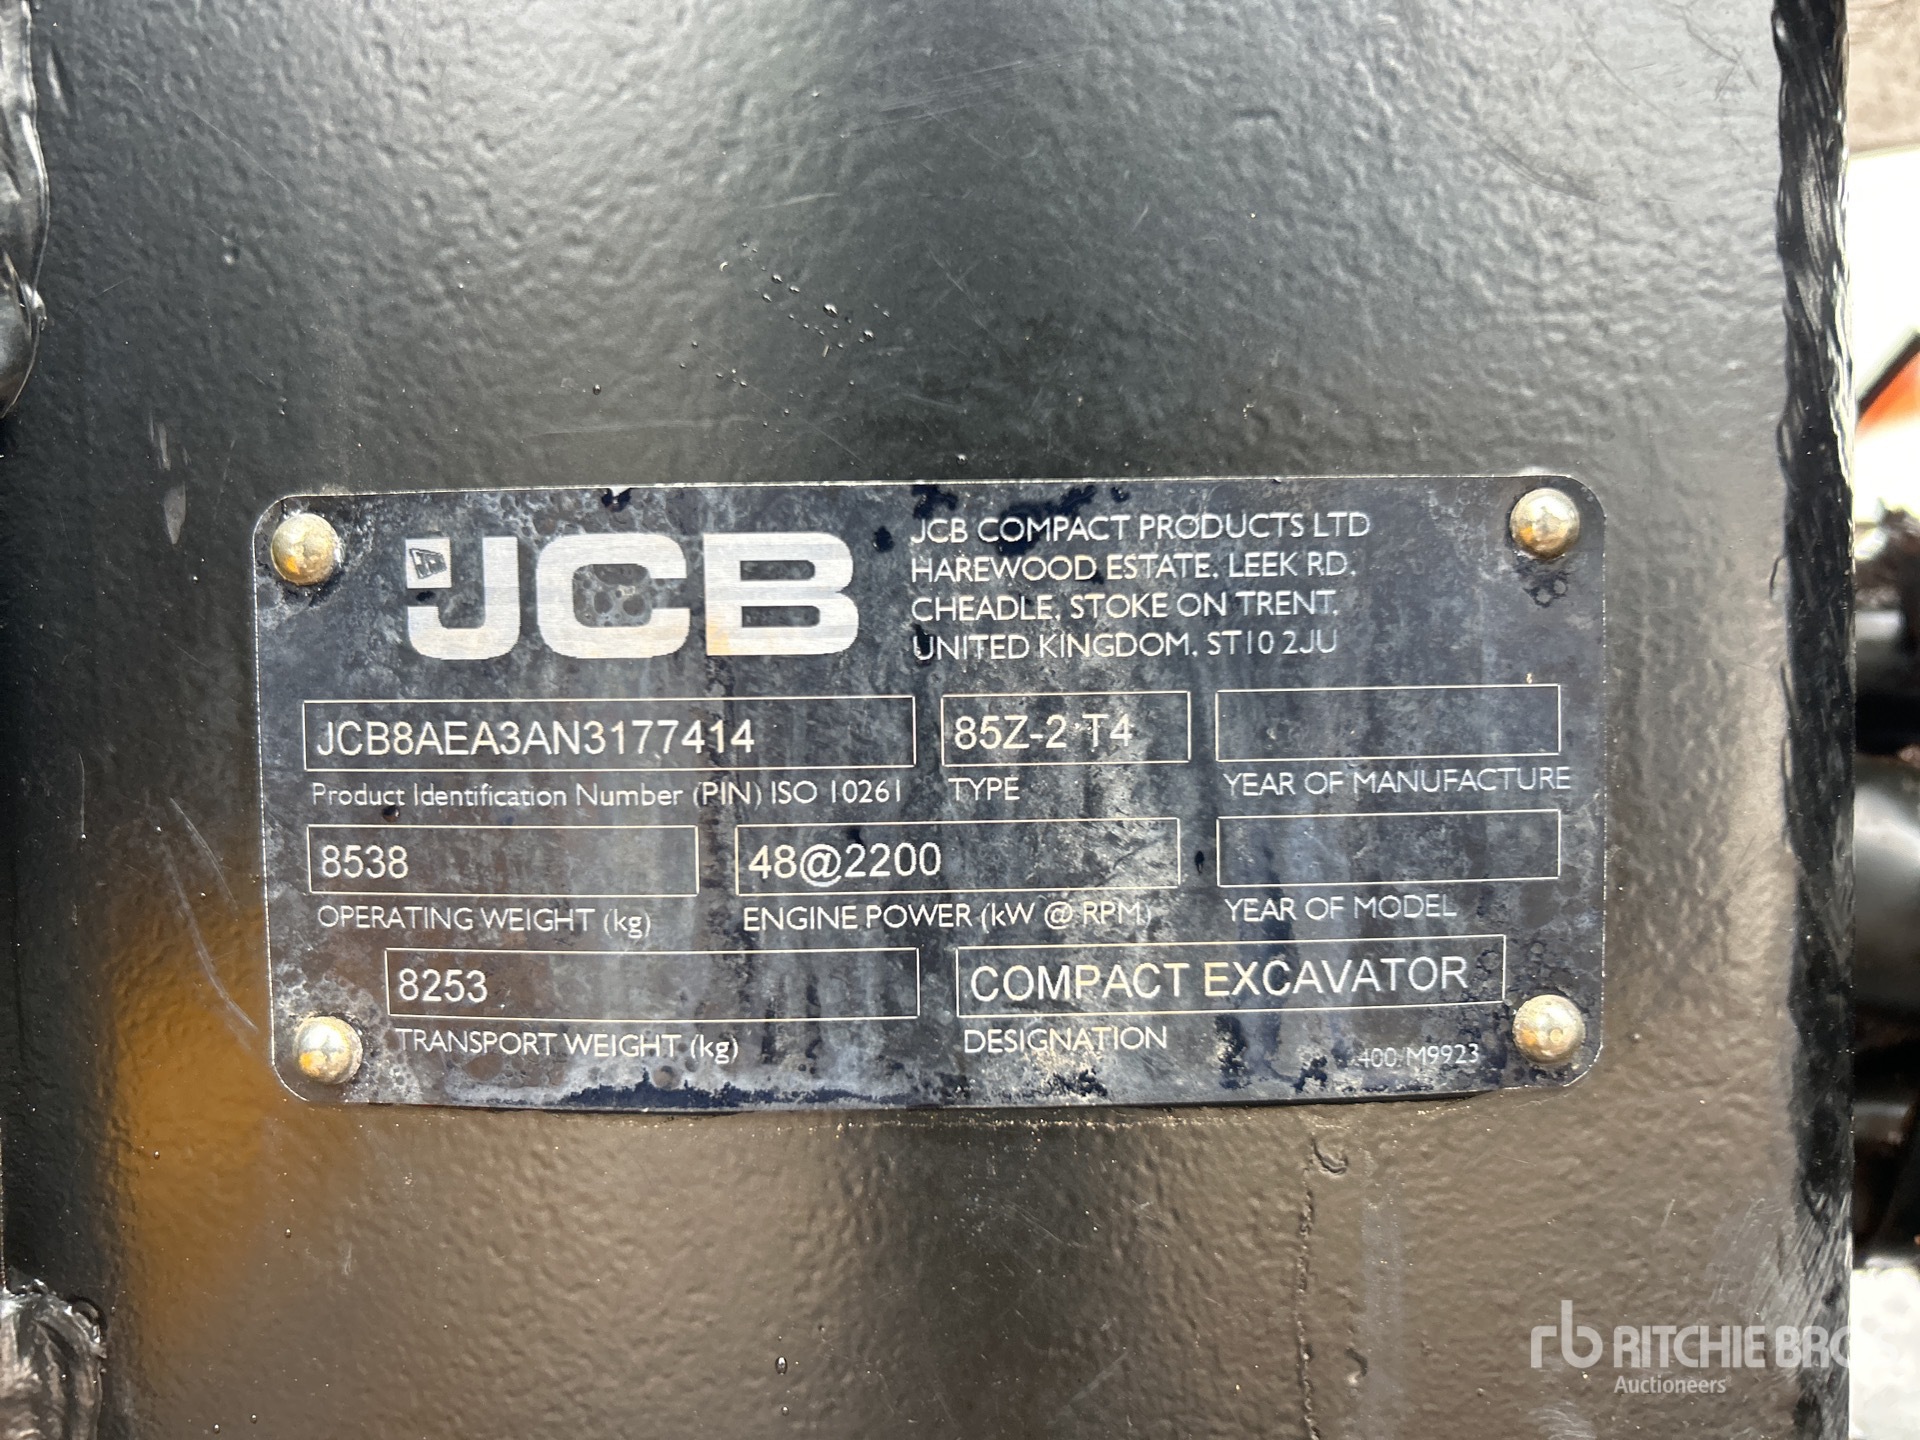 JCB
JCB COMPACT PRODUCTS LTD
HAREWOOD ESTATE, LEEK RD,
CHEADLE, STOKE ON TRENT,
UNITED KINGDOM, ST10 2JU
JCB8AEA3AN3177414
Product Identification Number (PIN) ISO 10261
85Z-2 T4
TYPE
YEAR OF MANUFACTURE
8538
OPERATING WEIGHT (kg)
48@2200
ENGINE POWER (kW @ RPM)
YEAR OF MODEL
8253
TRANSPORT WEIGHT (kg)
COMPACT EXCAVATOR
DESIGNATION
400/M9923
rb RITCHIE BRO
Auctioneers